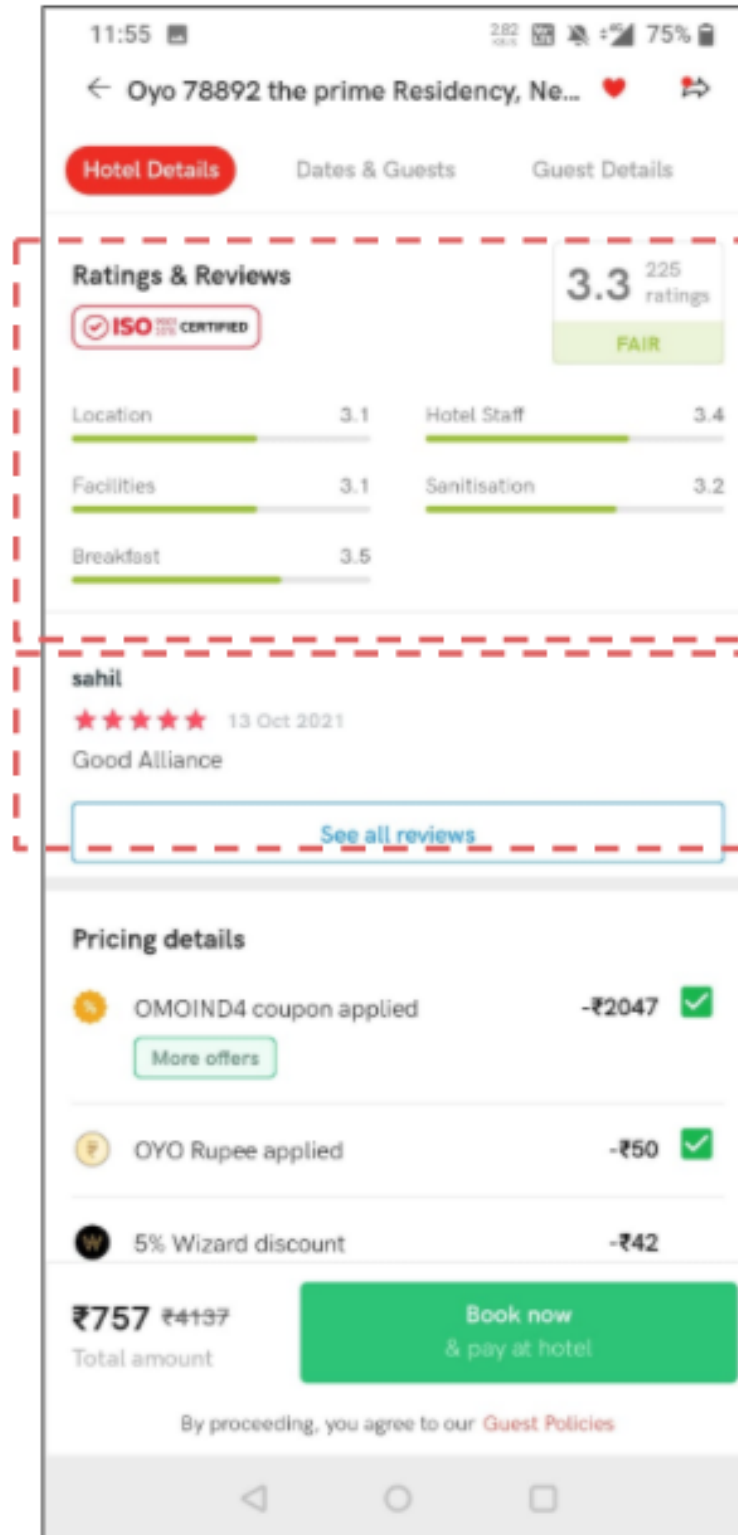 11:55 2.82 75%
Oyo 78892 the prime Residency, Ne...
Hotel Details Dates & Guests Guest Details
Ratings & Reviews 3.3 225 ratings
ISO CERTIFIED FAIR
Location 3.1 Hotel Staff 3.4
Facilities 3.1 Sanitisation 3.2
Breakfast 3.5
sahil
13 Oct 2021
Good Alliance
See all reviews
Pricing details
OMOIND4 coupon applied -₹2047
More offers
OYO Rupee applied -₹50
5% Wizard discount -₹42
₹757 ₹4137 Book now
Total amount & pay at hotel
By proceeding, you agree to our Guest Policies